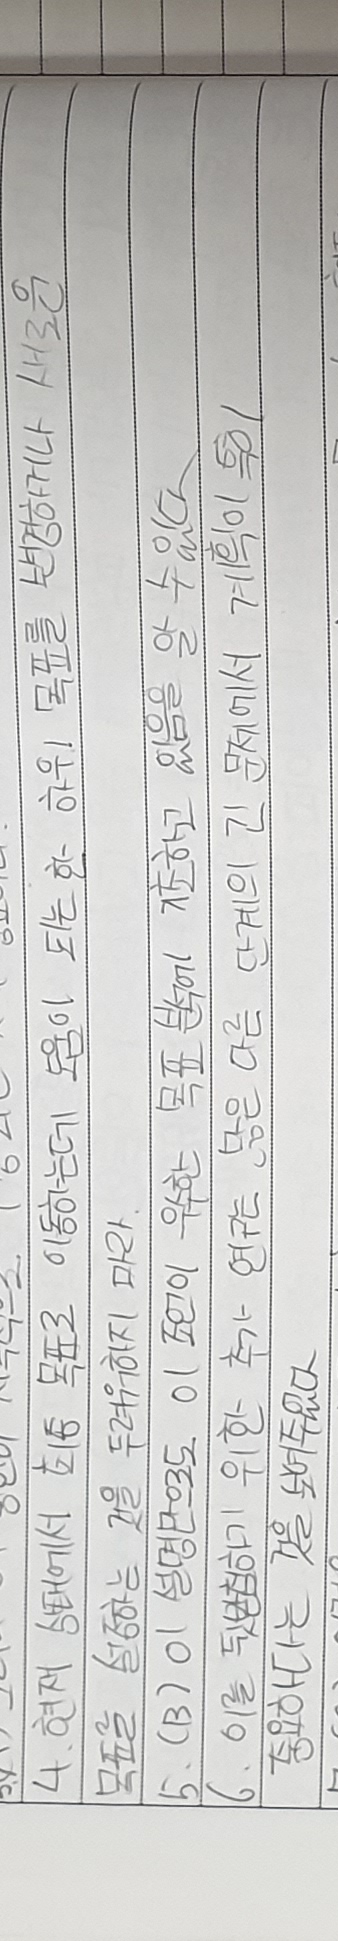 4. 현재 상태에서 최종 목표로 이동하는데 도움이 되는 한 하위 목표를 변경하거나 새로운
목표를 설정하는 것을 두려워하지 마라.
5. (B) 이 설명만으로도 이 조언이 우수한 목표 분석에 기초하고 있음을 알 수 있다
6. 이를 뒷받침하기 위한 추가 연구는 많은 다른 단계의 긴 문제에서 계획이 특히
중요하다는 것을 보여주었다